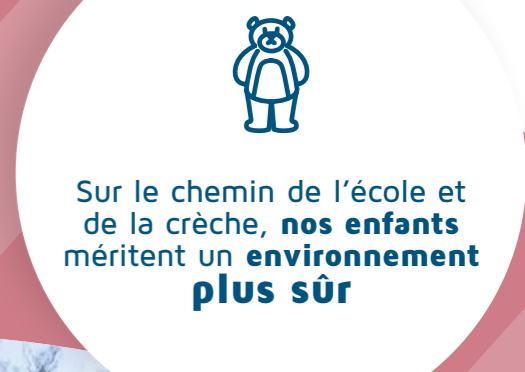 Sur le chemin de l’école et
de la crèche, nos enfants
méritent un environnement
plus sûr